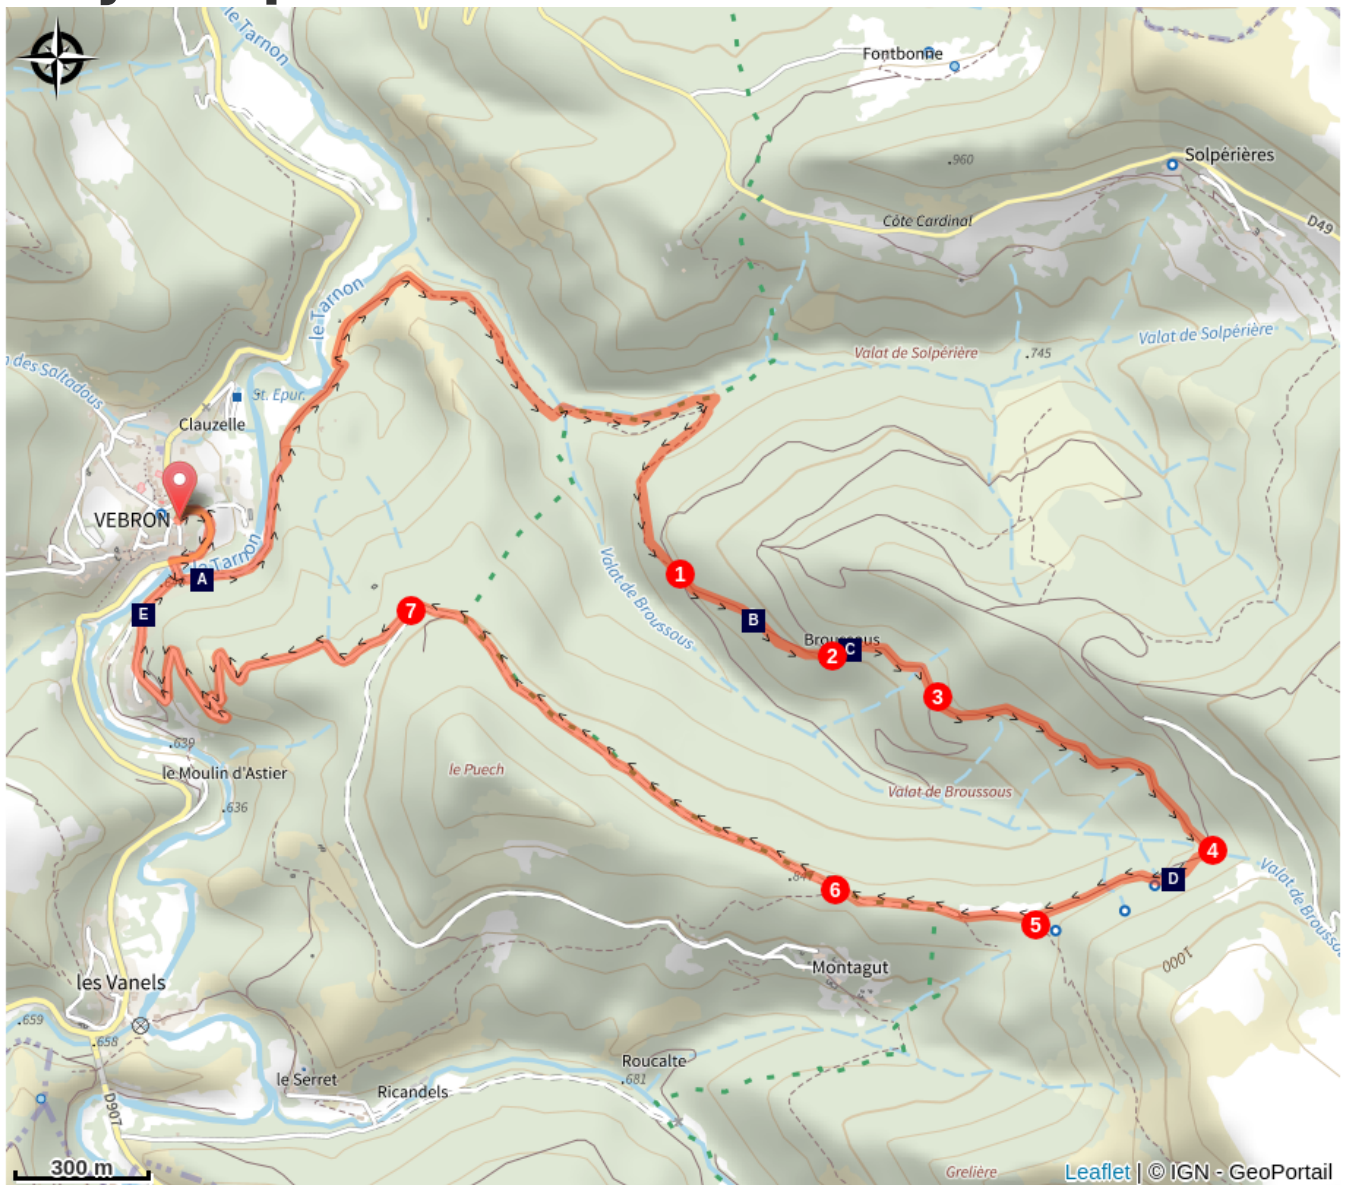 le Tarnon
Fontbonne
.960
Solpérières
Côte Cardinal
D49
le Tarnon
Valat de Solpérière
.745
Valat de Solpérière
n des Saltadous
St. Epur.
Clauzelle
VEBRON
le Tarnon
A
E
1
B
Valat de Broussous
Broussous
2
C
7
3
.639
le Puech
le Moulin d'Astier
.636
Valat de Broussous
4
D
Valat de Brousso
6
5
1000
Montagut
les Vanels
.659
.658
Roucalte
.681
le Serret
Ricandels
D907
300 m
Grelière
Leaflet | © IGN - GeoPortail